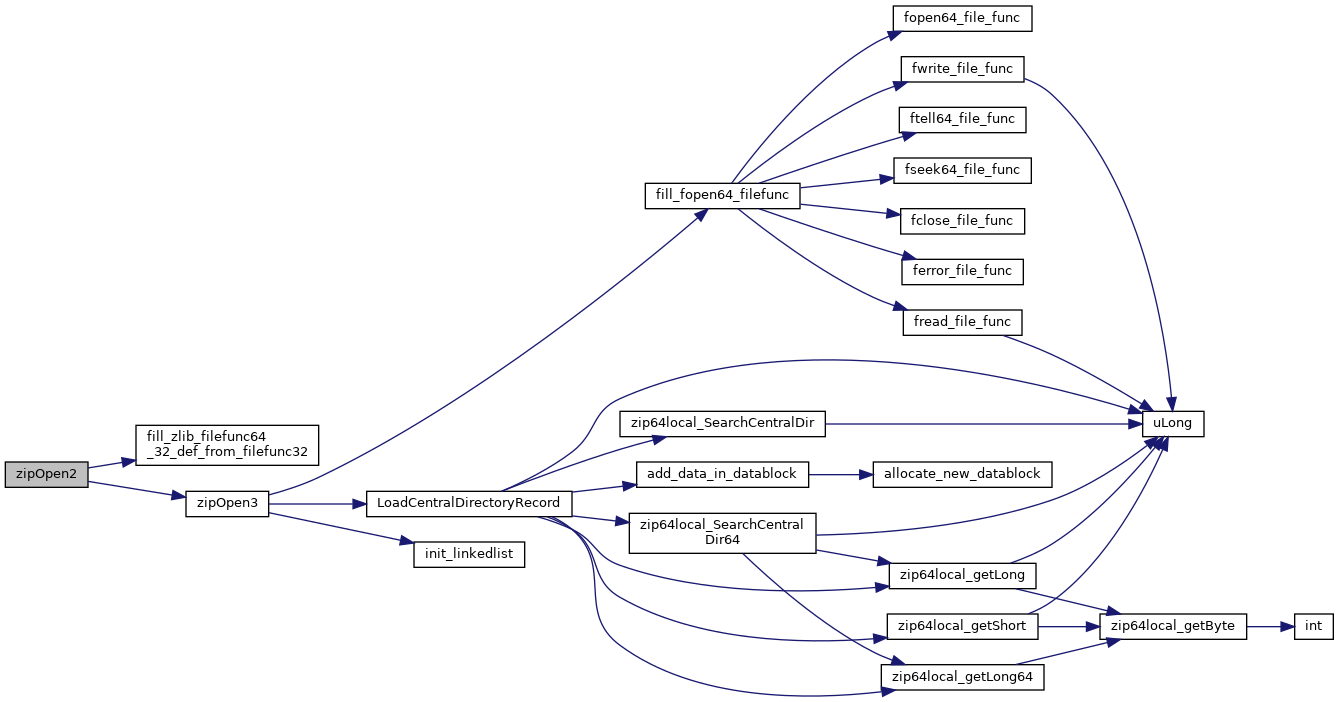 fopen64_file_func
fwrite_file_func
ftell64_file_func
fseek64_file_func
fill_fopen64_filefunc
fclose_file_func
ferror_file_func
fread_file_func
zip64local_SearchCentralDir
uLong
fill_zlib_filefunc64
_32_def_from_filefunc32
zipOpen2
add_data_in_datablock
allocate_new_datablock
zipOpen3
LoadCentralDirectoryRecord
zip64local_SearchCentral
Dir64
init_linkedlist
zip64local_getLong
zip64local_getShort
zip64local_getByte
int
zip64local_getLong64